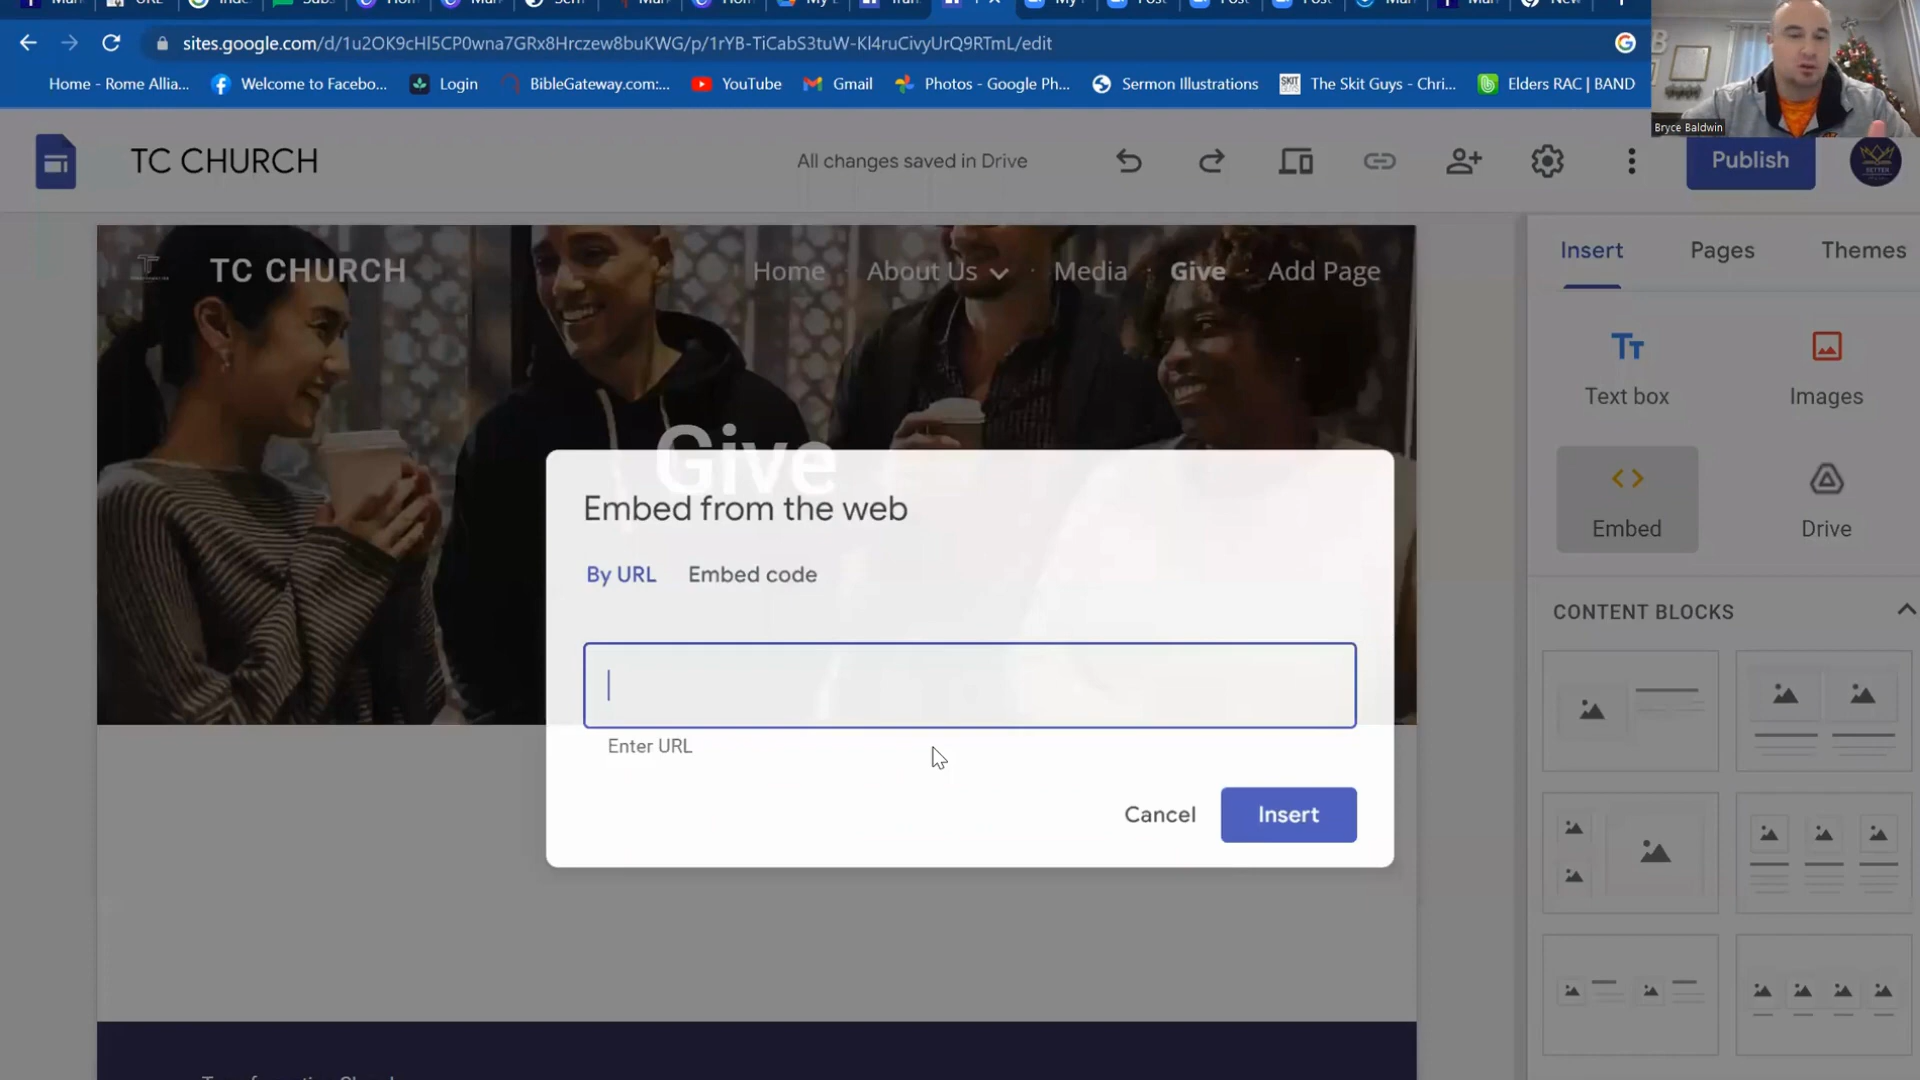 sites.google.com/d/1u2OK9cHl5CP0wna7GRx8Hrczew8buKWG/p/1rYB-TiCabS3tuW-Kl4ruCivyUrQ9RTmL/edit
Home - Rome Allia...
Welcome to Facebo...
Login
BibleGateway.com:...
YouTube
Gmail
Photos - Google Ph...
Sermon Illustrations
The Skit Guys - Chri...
Elders RAC | BAND
Bryce Baldwin
TC CHURCH
All changes saved in Drive
Publish
TC CHURCH
Home
About Us
Media
Give
Add Page
Insert
Pages
Themes
Text box
Images
Embed
Drive
CONTENT BLOCKS
Give
Embed from the web
By URL
Embed code
Enter URL
Cancel
Insert